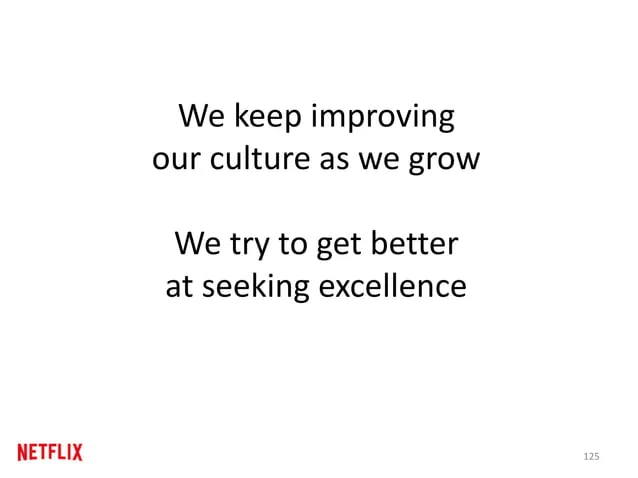 We keep improving
our culture as we grow
We try to get better
at seeking excellence
NETFLIX
125